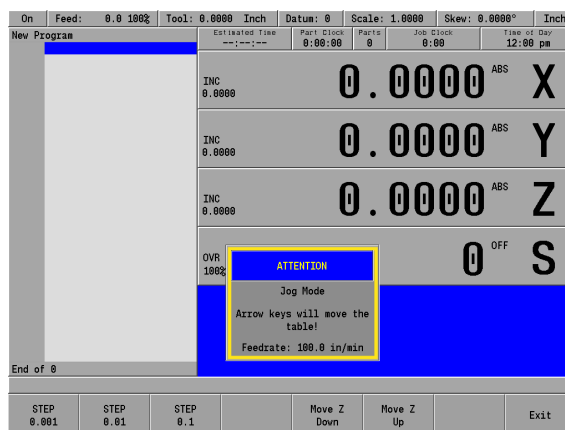 On Feed: 0.0 100% Tool: 0.0000 Inch Datum: 0 Scale: 1.0000 Skew: 0.0000° Inch
New Program
Estimated Time Part Clock Parts Job Clock Time of Day
--:--:-- 0:00:00 0 0:00 12:00 pm
INC 0.0000 ABS X
0.0000
INC 0.0000 ABS Y
0.0000
INC 0.0000 ABS Z
0.0000
OVR 0 OFF S
100%
ATTENTION
Jog Mode
Arrow keys will move the
table!
Feedrate: 100.0 in/min
End of 0
STEP STEP STEP Move Z Move Z Exit
0.001 0.01 0.1 Down Up